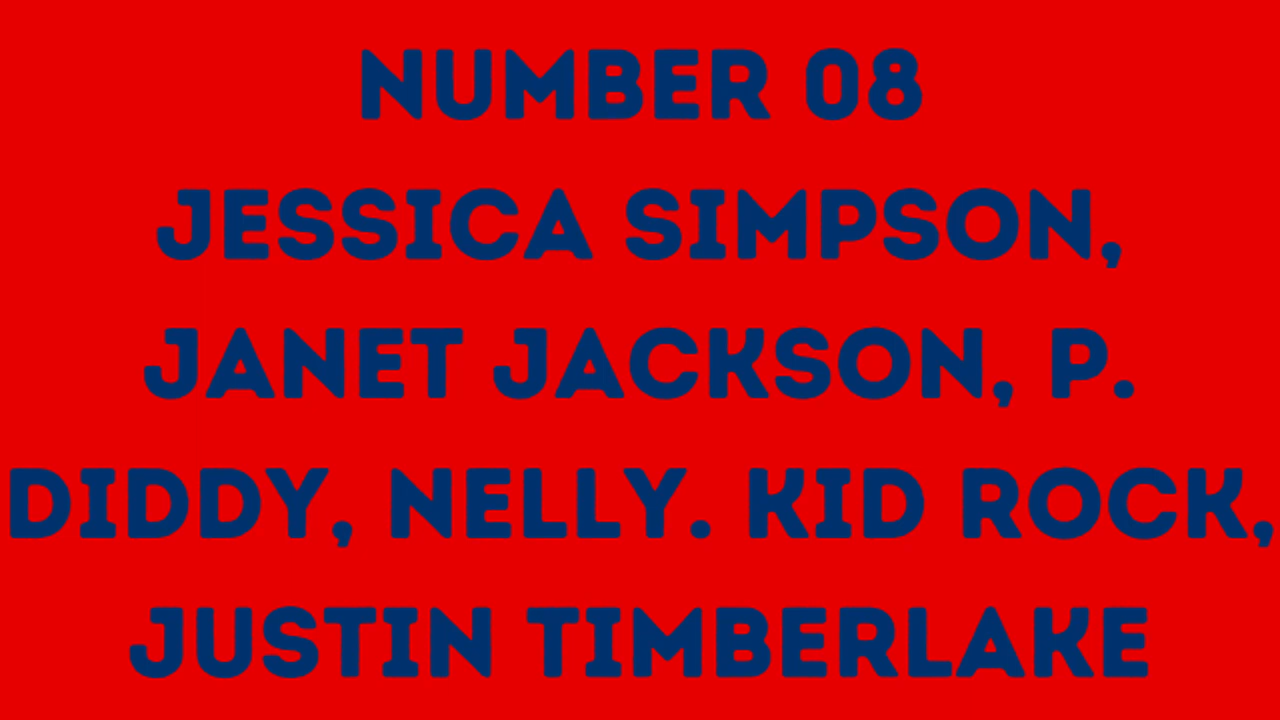 NUMBER 08
JESSICA SIMPSON,
JANET JACKSON, P.
DIDDY, NELLY. KID ROCK,
JUSTIN TIMBERLAKE